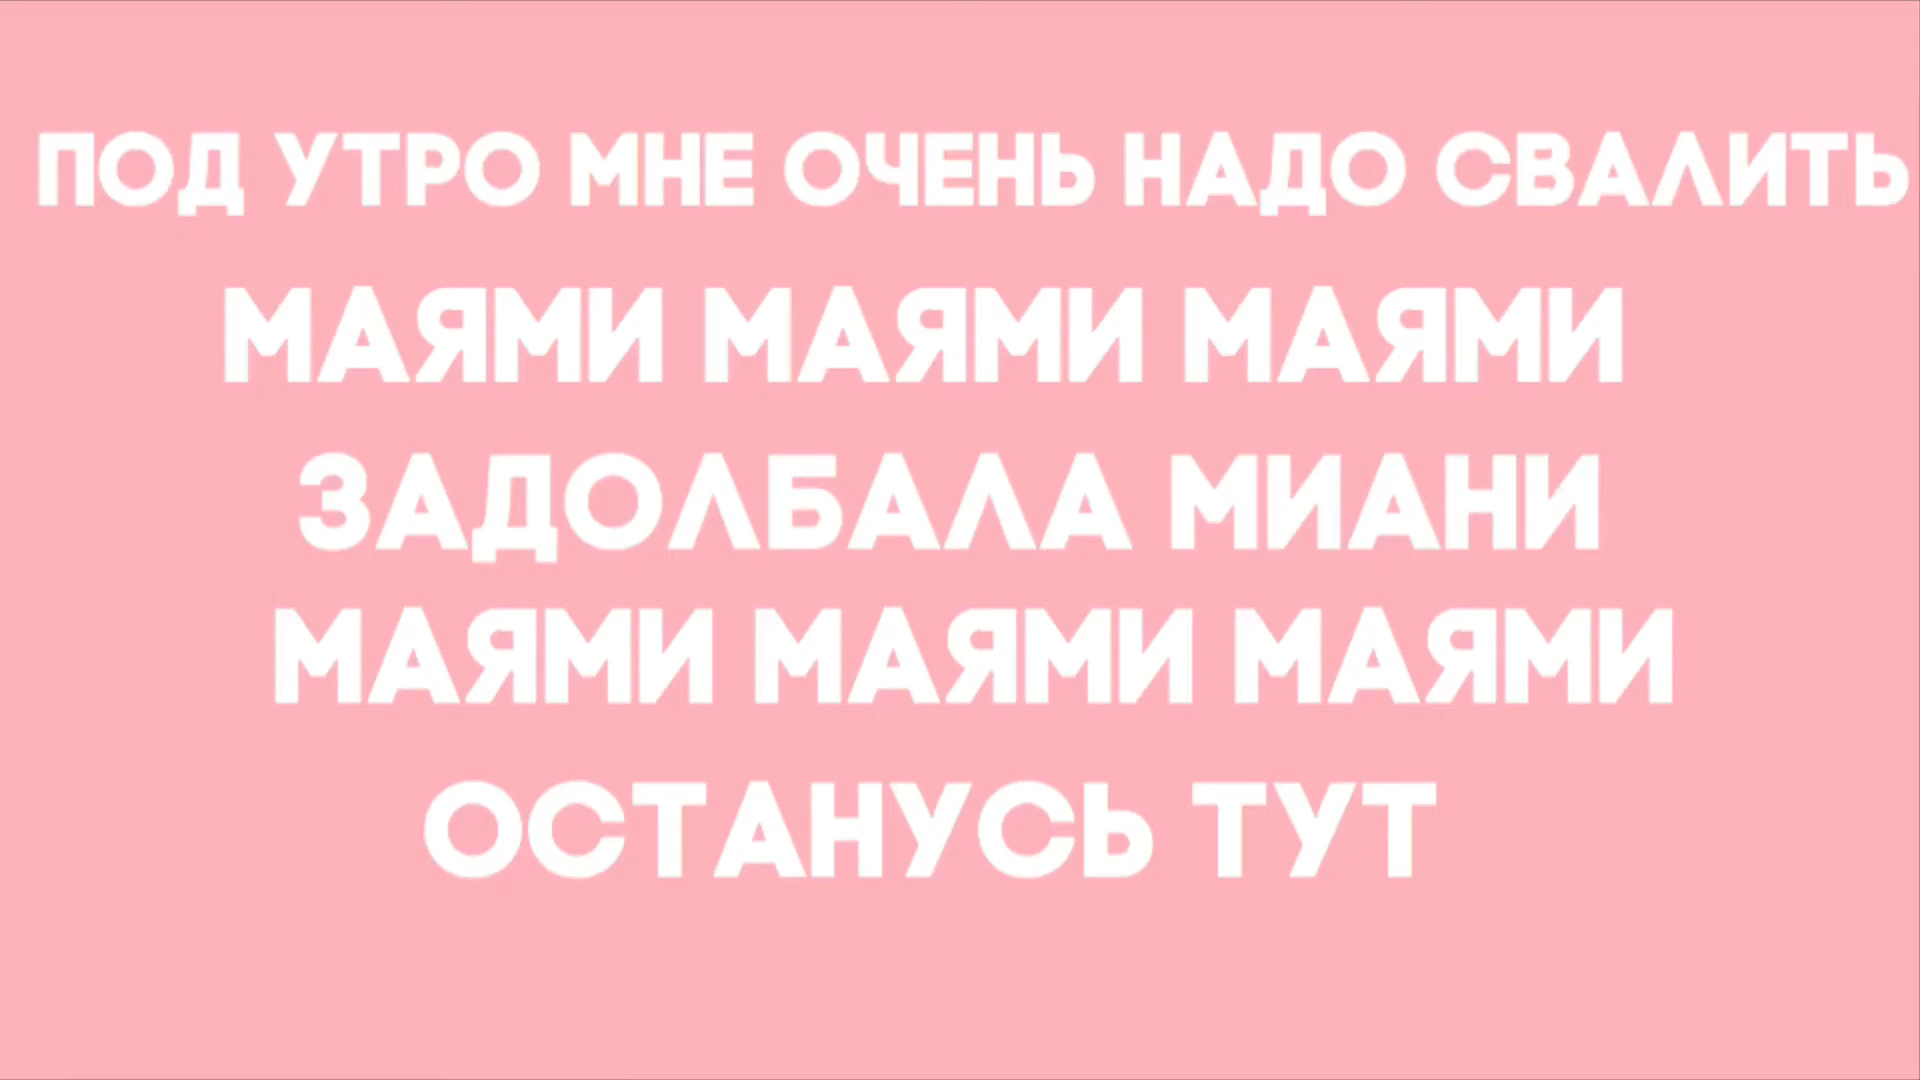 ПОД УТРО МНЕ ОЧЕНЬ НАДО СВАЛИТЬ
МАЯМИ МАЯМИ МАЯМИ
ЗАДОЛБАЛА МИАНИ
МАЯМИ МАЯМИ МАЯМИ
ОСТАНУСЬ ТУТ